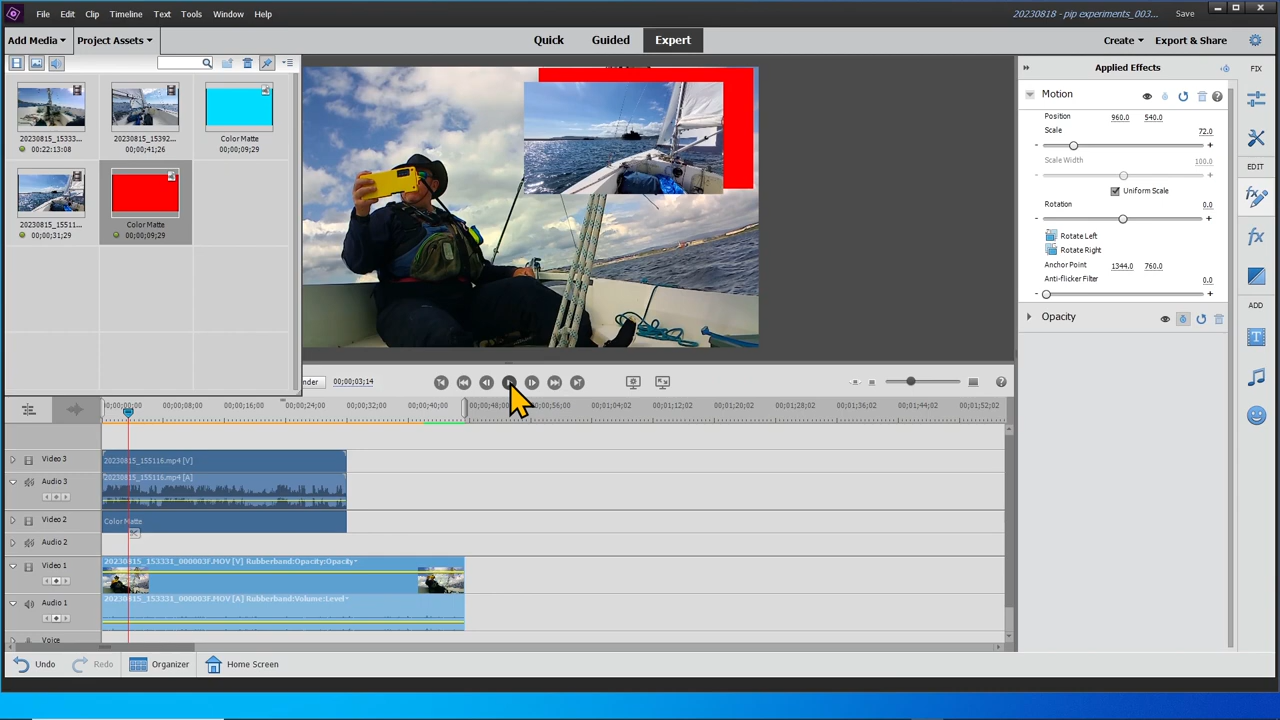 File Edit Clip Timeline Text Tools Window Help
20230818 - pip experiments_003...
Save
Add Media
Project Assets
Quick
Guided
Expert
Create
Export & Share
20230815_15333...
00:22:13:08
20230815_15392...
00;00;41;26
Color Matte
00;00;09;29
20230815_15511...
00;00;31;29
Color Matte
00;00;09;29
Applied Effects
Motion
Position 960.0 540.0
Scale 72.0
- +
Scale Width 100.0
- +
Uniform Scale
Rotation 0.0
- +
Rotate Left
Rotate Right
Anchor Point 1344.0 760.0
Anti-flicker Filter 0.0
- +
Opacity
FIX
EDIT
fx
ADD
T
nder
00;00;03;14
00;00;00;00 00;00;08;00 00;00;16;00 00;00;24;00 00;00;32;00 00;00;40;00 00;00;48;00 00;00;56;00 00;01;04;02 00;01;12;02 00;01;20;02 00;01;28;02 00;01;36;02 00;01;44;02 00;01;52;02
Video 3
20230815_155116.mp4 [V]
Audio 3
20230815_155116.mp4 [A]
Video 2
Color Matte
Audio 2
Video 1
20230815_153331_000003F.MOV [V] Rubberband:Opacity:Opacity
Audio 1
20230815_153331_000003F.MOV [A] Rubberband:Volume:Level
Voice
Undo
Redo
Organizer
Home Screen